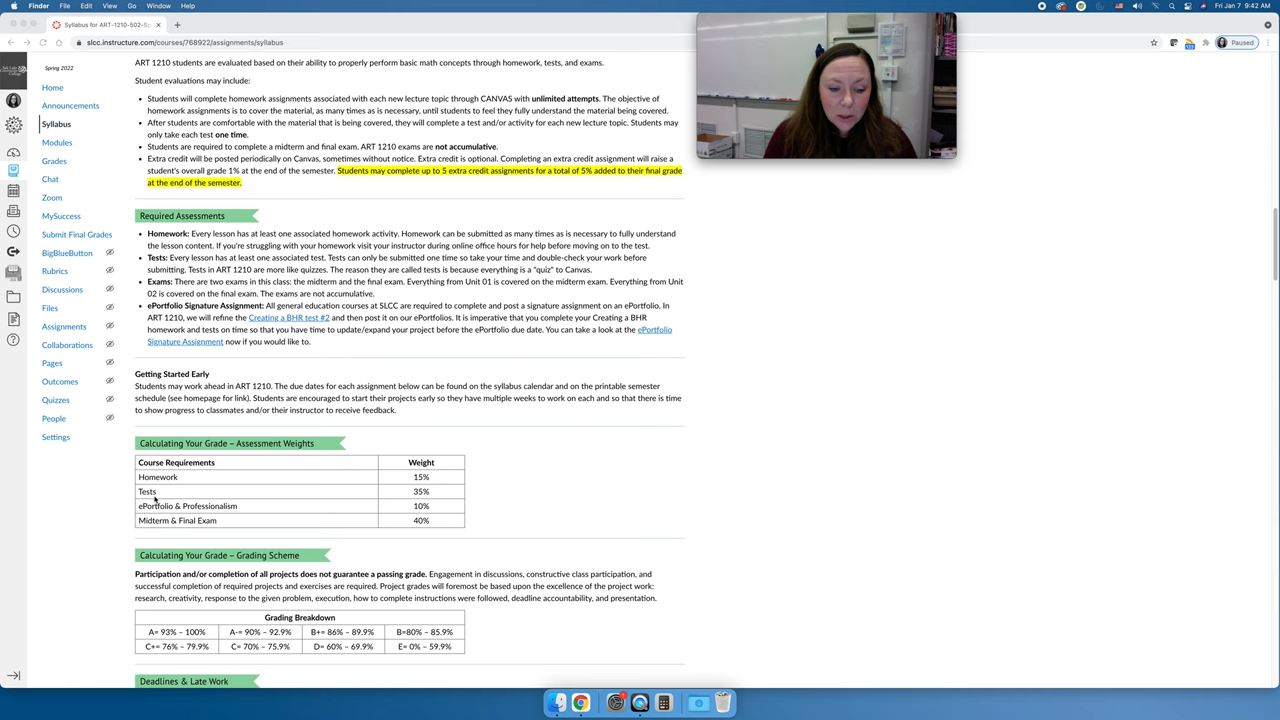 Finder File Edit View Go Window Help
Fri Jan 7 9:42 AM
Syllabus for ART-1210-502-S
slcc.instructure.com/courses/768922/assignments/syllabus
Paused
Spring 2022
Home
Announcements
Syllabus
Modules
Grades
Chat
Zoom
MySuccess
Submit Final Grades
BigBlueButton
Rubrics
Discussions
Files
Assignments
Collaborations
Pages
Outcomes
Quizzes
People
Settings
ART 1210 students are evaluated based on their ability to properly perform basic math concepts through homework, tests, and exams.
Student evaluations may include:
• Students will complete homework assignments associated with each new lecture topic through CANVAS with unlimited attempts. The objective of
homework assignments is to cover the material, as many times as is necessary, until students to feel they fully understand the material being covered.
• After students are comfortable with the material that is being covered, they will complete a test and/or activity for each new lecture topic. Students may
only take each test one time.
• Students are required to complete a midterm and final exam. ART 1210 exams are not accumulative.
• Extra credit will be posted periodically on Canvas, sometimes without notice. Extra credit is optional. Completing an extra credit assignment will raise a
student's overall grade 1% at the end of the semester. Students may complete up to 5 extra credit assignments for a total of 5% added to their final grade
at the end of the semester.
Required Assessments
• Homework: Every lesson has at least one associated homework activity. Homework can be submitted as many times as is necessary to fully understand
the lesson content. If you're struggling with your homework visit your instructor during online office hours for help before moving on to the test.
• Tests: Every lesson has at least one associated test. Tests can only be submitted one time so take your time and double-check your work before
submitting. Tests in ART 1210 are more like quizzes. The reason they are called tests is because everything is a "quiz" to Canvas.
• Exams: There are two exams in this class: the midterm and the final exam. Everything from Unit 01 is covered on the midterm exam. Everything from Unit
02 is covered on the final exam. The exams are not accumulative.
• ePortfolio Signature Assignment: All general education courses at SLCC are required to complete and post a signature assignment on an ePortfolio. In
ART 1210, we will refine the Creating a BHR test #2 and then post it on our ePortfolios. It is imperative that you complete your Creating a BHR
homework and tests on time so that you have time to update/expand your project before the ePortfolio due date. You can take a look at the ePortfolio
Signature Assignment now if you would like to.
Getting Started Early
Students may work ahead in ART 1210. The due dates for each assignment below can be found on the syllabus calendar and on the printable semester
schedule (see homepage for link). Students are encouraged to start their projects early so they have multiple weeks to work on each and so that there is time
to show progress to classmates and/or their instructor to receive feedback.
Calculating Your Grade – Assessment Weights
Course Requirements Weight
Homework 15%
Tests 35%
ePortfolio & Professionalism 10%
Midterm & Final Exam 40%
Calculating Your Grade – Grading Scheme
Participation and/or completion of all projects does not guarantee a passing grade. Engagement in discussions, constructive class participation, and
successful completion of required projects and exercises are required. Project grades will foremost be based upon the excellence of the project work:
research, creativity, response to the given problem, execution, how to complete instructions were followed, deadline accountability, and presentation.
Grading Breakdown
A= 93% – 100% A-= 90% – 92.9% B+= 86% – 89.9% B=80% – 85.9%
C+= 76% – 79.9% C= 70% – 75.9% D= 60% – 69.9% E= 0% – 59.9%
Deadlines & Late Work